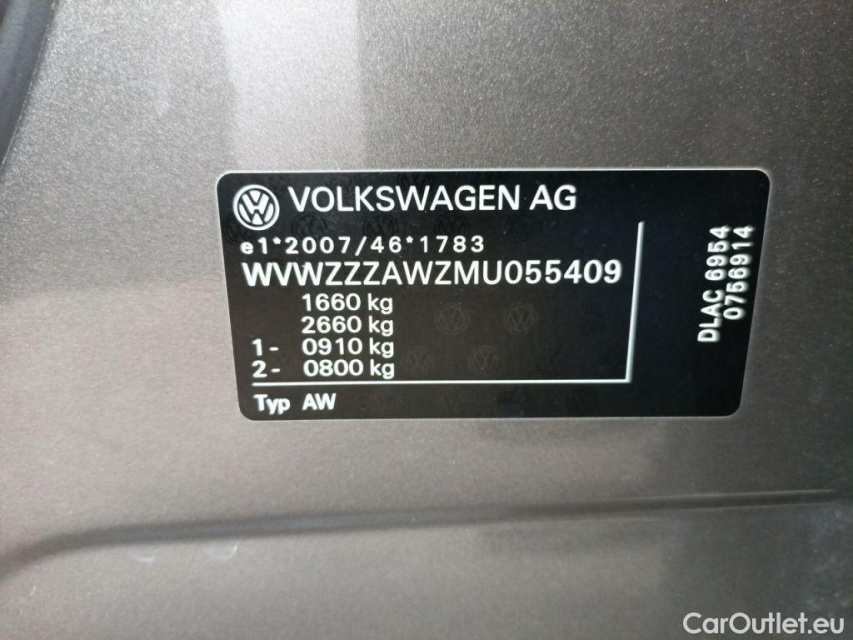 VOLKSWAGEN AG
e1*2007/46*1783
WVWZZZAWZMU055409
1660 kg
2660 kg
1- 0910 kg
2- 0800 kg
Typ AW
DLAC 6954
0756914
CarOutlet.eu